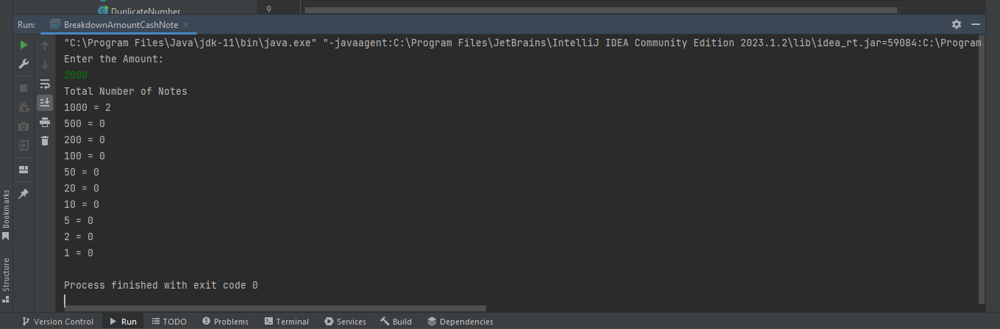 DuplicateNumber
9
Run: BreakdownAmountCashNote
"C:\Program Files\Java\jdk-11\bin\java.exe" "-javaagent:C:\Program Files\JetBrains\IntelliJ IDEA Community Edition 2023.1.2\lib\idea_rt.jar=59084:C:\Program
Enter the Amount:
2000
Total Number of Notes
1000 = 2
500 = 0
200 = 0
100 = 0
50 = 0
20 = 0
10 = 0
5 = 0
2 = 0
1 = 0
Process finished with exit code 0
Bookmarks
Structure
Version Control Run TODO Problems Terminal Services Build Dependencies